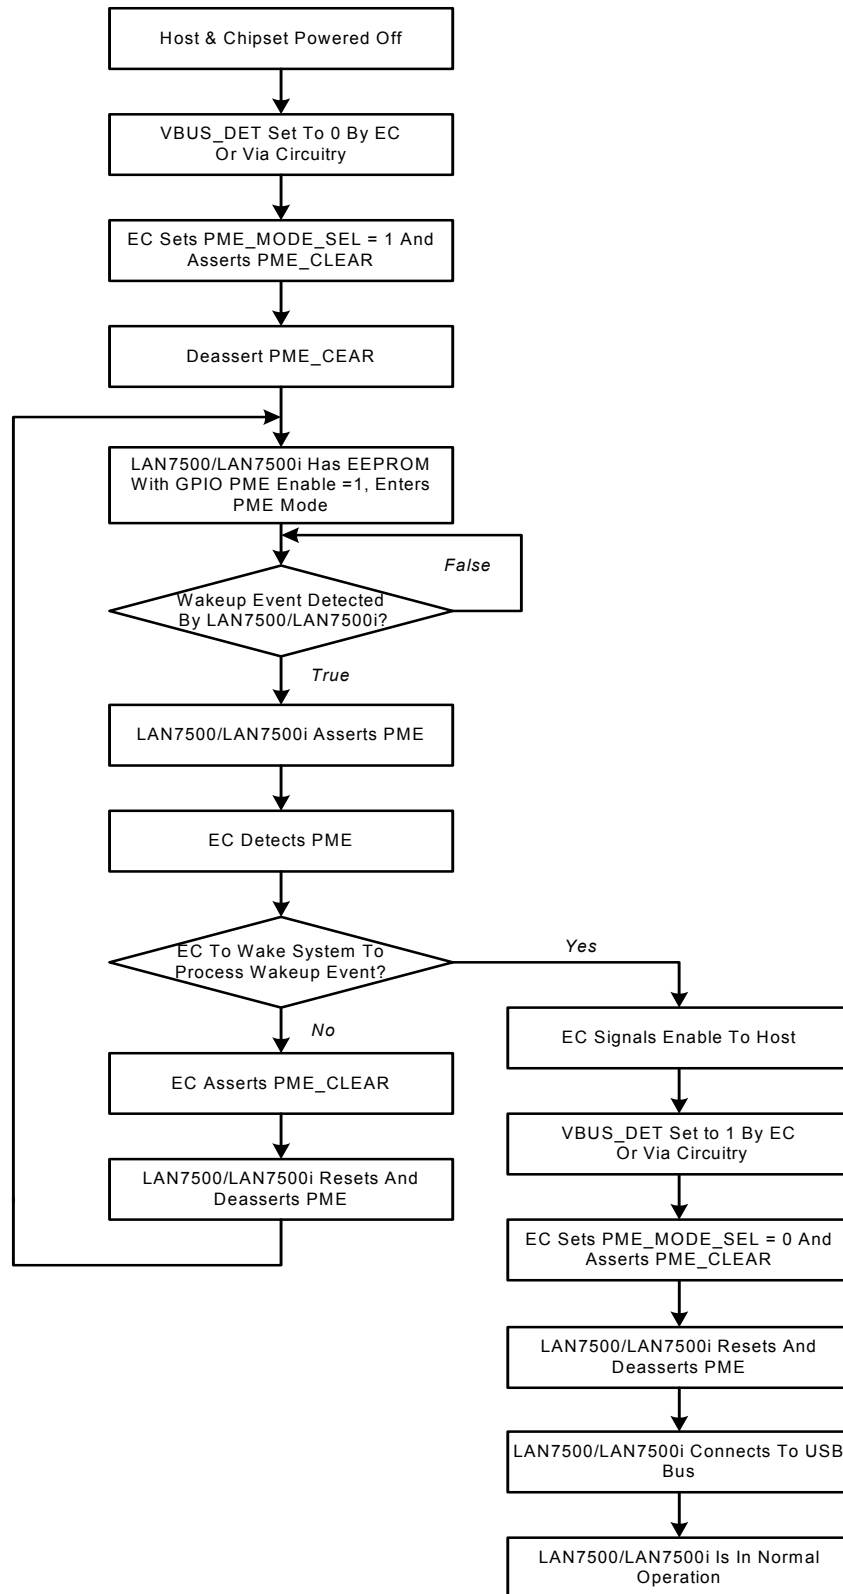 Host & Chipset Powered Off
VBUS_DET Set To 0 By EC
Or Via Circuitry
EC Sets PME_MODE_SEL = 1 And
Asserts PME_CLEAR
Deassert PME_CEAR
LAN7500/LAN7500i Has EEPROM
With GPIO PME Enable =1, Enters
PME Mode
False
Wakeup Event Detected
By LAN7500/LAN7500i?
True
LAN7500/LAN7500i Asserts PME
EC Detects PME
EC To Wake System To
Process Wakeup Event?
Yes
No
EC Asserts PME_CLEAR
LAN7500/LAN7500i Resets And
Deasserts PME
EC Signals Enable To Host
VBUS_DET Set to 1 By EC
Or Via Circuitry
EC Sets PME_MODE_SEL = 0 And
Asserts PME_CLEAR
LAN7500/LAN7500i Resets And
Deasserts PME
LAN7500/LAN7500i Connects To USB
Bus
LAN7500/LAN7500i Is In Normal
Operation